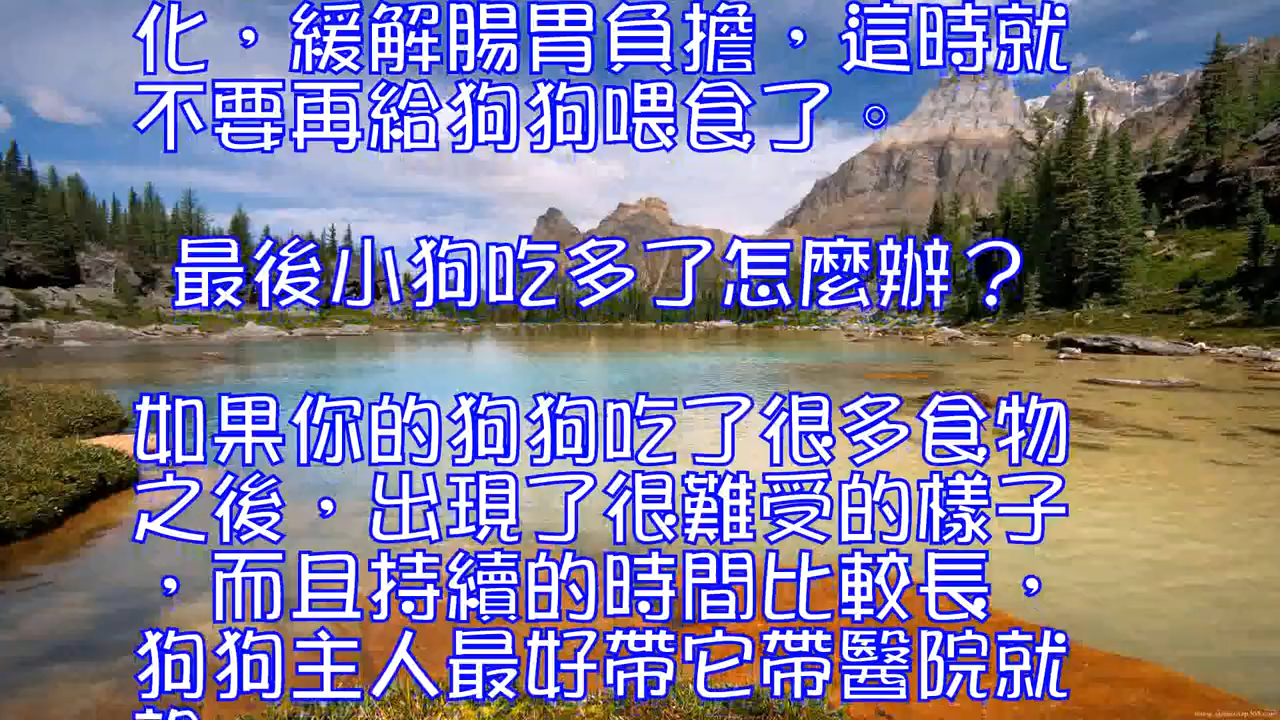 化，緩解腸胃負擔，這時就
不要再給狗狗喂食了。
最後小狗吃多了怎麼辦？
如果你的狗狗吃了很多食物
之後，出現了很難受的樣子
，而且持續的時間比較長，
狗狗主人最好帶它帶醫院就